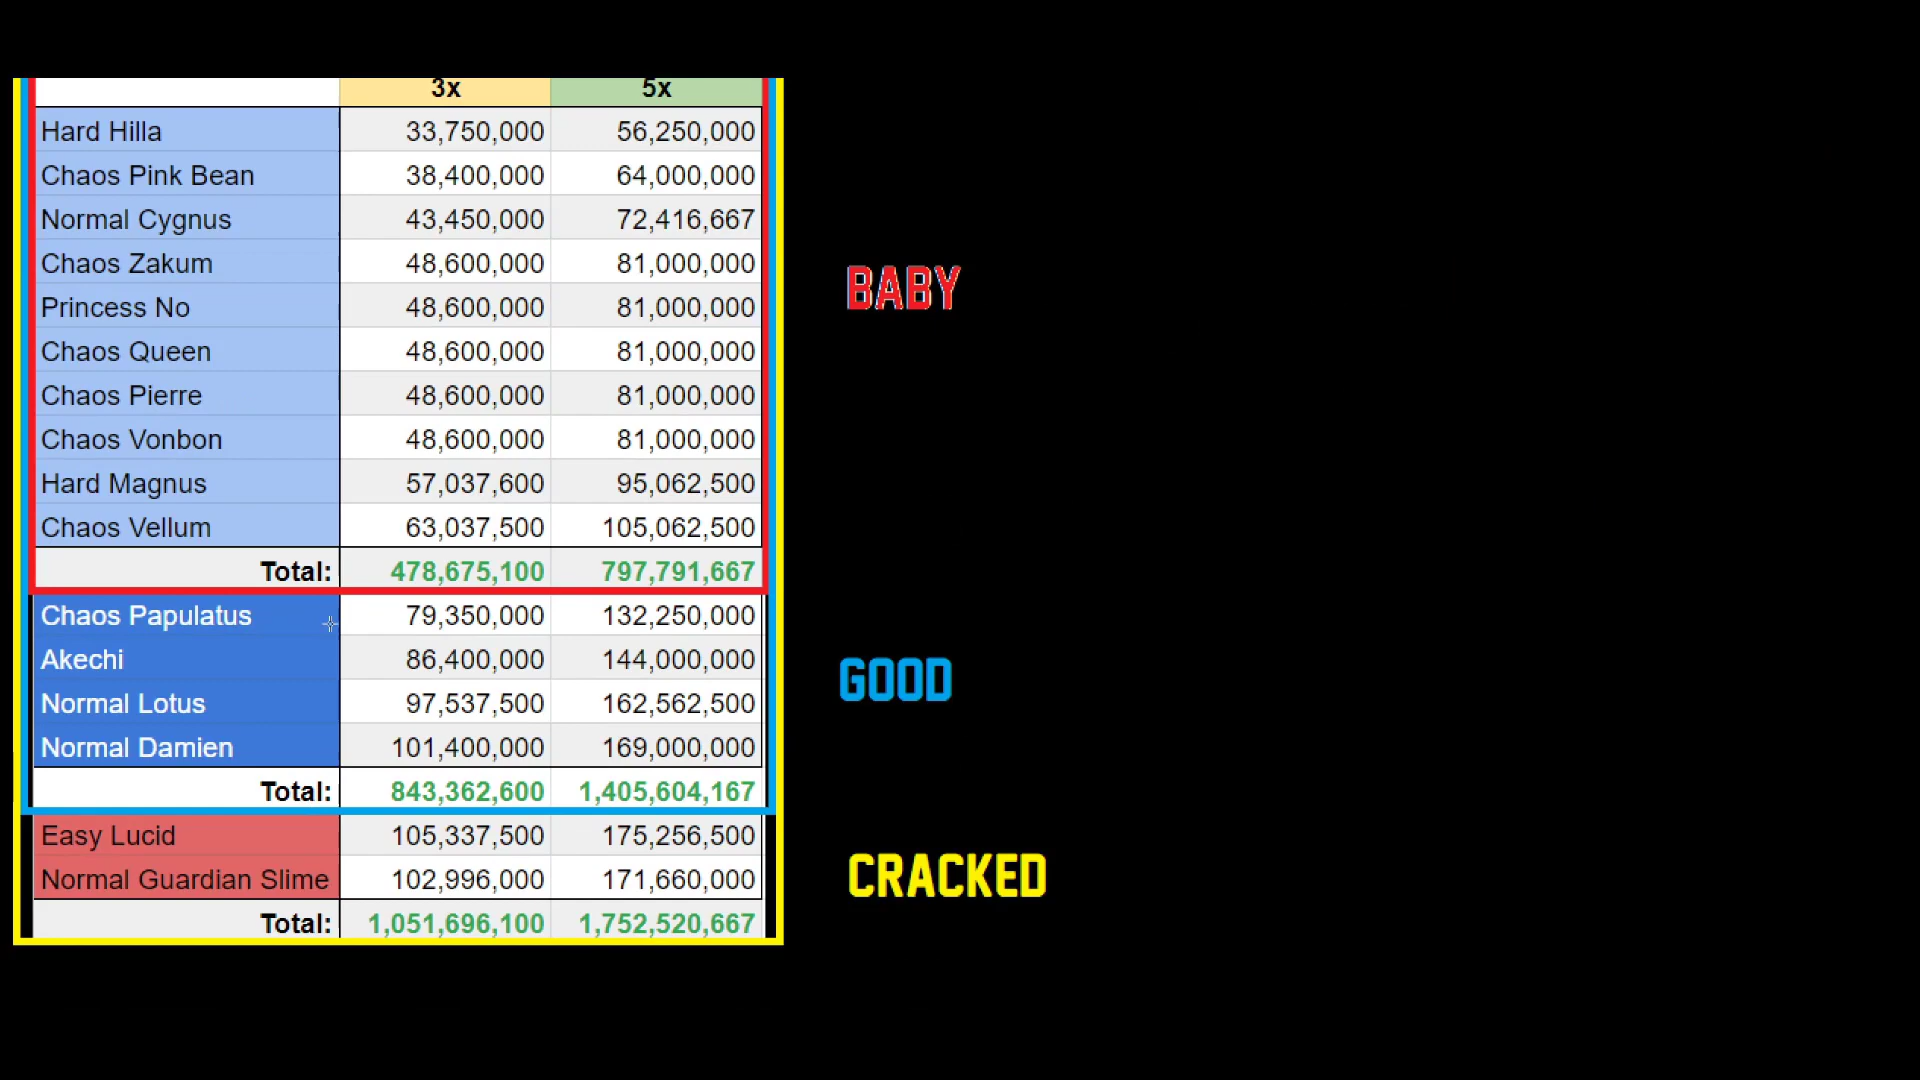 3x 5x
Hard Hilla 33,750,000 56,250,000
Chaos Pink Bean 38,400,000 64,000,000
Normal Cygnus 43,450,000 72,416,667
Chaos Zakum 48,600,000 81,000,000
Princess No 48,600,000 81,000,000
Chaos Queen 48,600,000 81,000,000
Chaos Pierre 48,600,000 81,000,000
Chaos Vonbon 48,600,000 81,000,000
Hard Magnus 57,037,600 95,062,500
Chaos Vellum 63,037,500 105,062,500
Total: 478,675,100 797,791,667
BABY
Chaos Papulatus 79,350,000 132,250,000
Akechi 86,400,000 144,000,000
Normal Lotus 97,537,500 162,562,500
Normal Damien 101,400,000 169,000,000
Total: 843,362,600 1,405,604,167
GOOD
Easy Lucid 105,337,500 175,256,500
Normal Guardian Slime 102,996,000 171,660,000
Total: 1,051,696,100 1,752,520,667
CRACKED